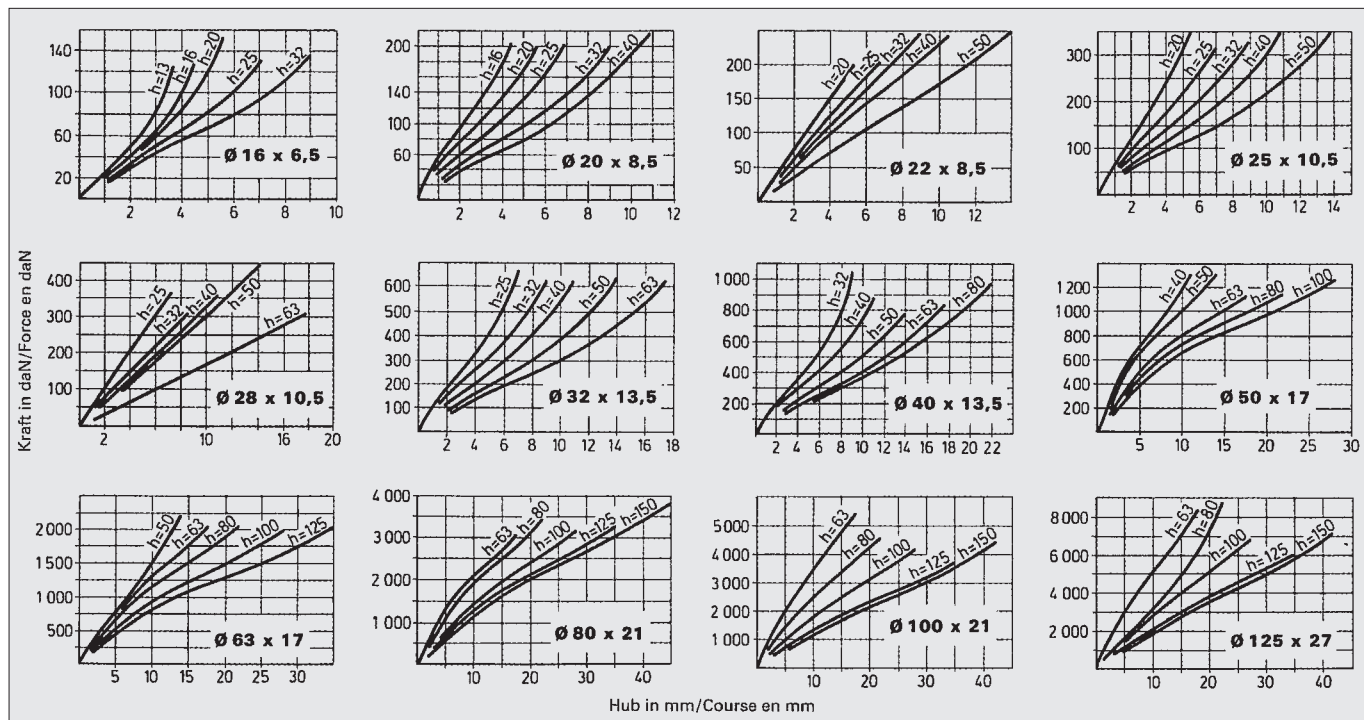 140
100
60
20
2 4 6 8 10
h=13
h=16
h=20
h=25
h=32
Ø 16 x 6,5
200
140
100
60
2 4 6 8 10 12
h=16
h=20
h=25
h=32
h=40
Ø 20 x 8,5
200
150
100
50
2 4 6 8 10 12
h=20
h=25
h=32
h=40
h=50
Ø 22 x 8,5
300
200
100
2 4 6 8 10 12 14
h=20
h=25
h=32
h=40
h=50
Ø 25 x 10,5
Kraft in daN/Force en daN
400
300
200
100
2 10 16 20
h=25
h=32
h=40
h=50
h=63
Ø 28 x 10,5
600
500
400
300
200
100
2 4 6 8 10 12 14 16 18
h=25
h=32
h=40
h=50
h=63
Ø 32 x 13,5
1 000
800
600
400
200
2 4 6 8 10 12 14 16 18 20 22
h=32
h=40
h=50
h=63
h=80
Ø 40 x 13,5
1200
1000
800
600
400
200
5 10 15 20 25 30
h=40
h=50
h=63
h=80
h=100
Ø 50 x 17
2 000
1 500
1 000
500
5 10 15 20 25 30 35
h=50
h=63
h=80
h=100
h=125
Ø 63 x 17
4 000
3 000
2 000
1 000
10 20 30 40
h=63
h=80
h=100
h=125
h=150
Ø 80 x 21
5 000
4 000
3 000
2 000
1 000
10 20 30 40
h=63
h=80
h=100
h=125
h=150
Ø 100 x 21
8 000
6 000
4 000
2 000
10 20 30 40
h=63
h=80
h=100
h=125
h=150
Ø 125 x 27
Hub in mm/Course en mm